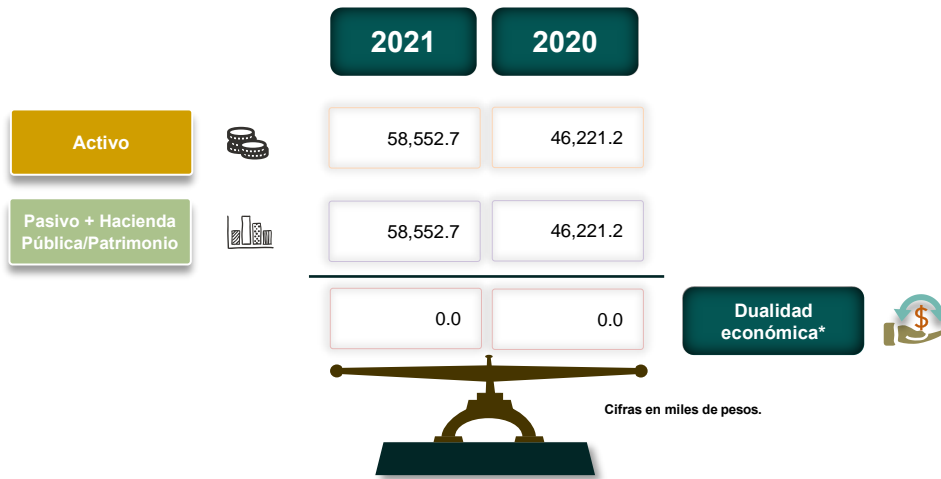 2021 2020
Activo 58,552.7 46,221.2
Pasivo + Hacienda
Pública/Patrimonio
58,552.7 46,221.2
0.0 0.0
Dualidad
económica*
$
Cifras en miles de pesos.